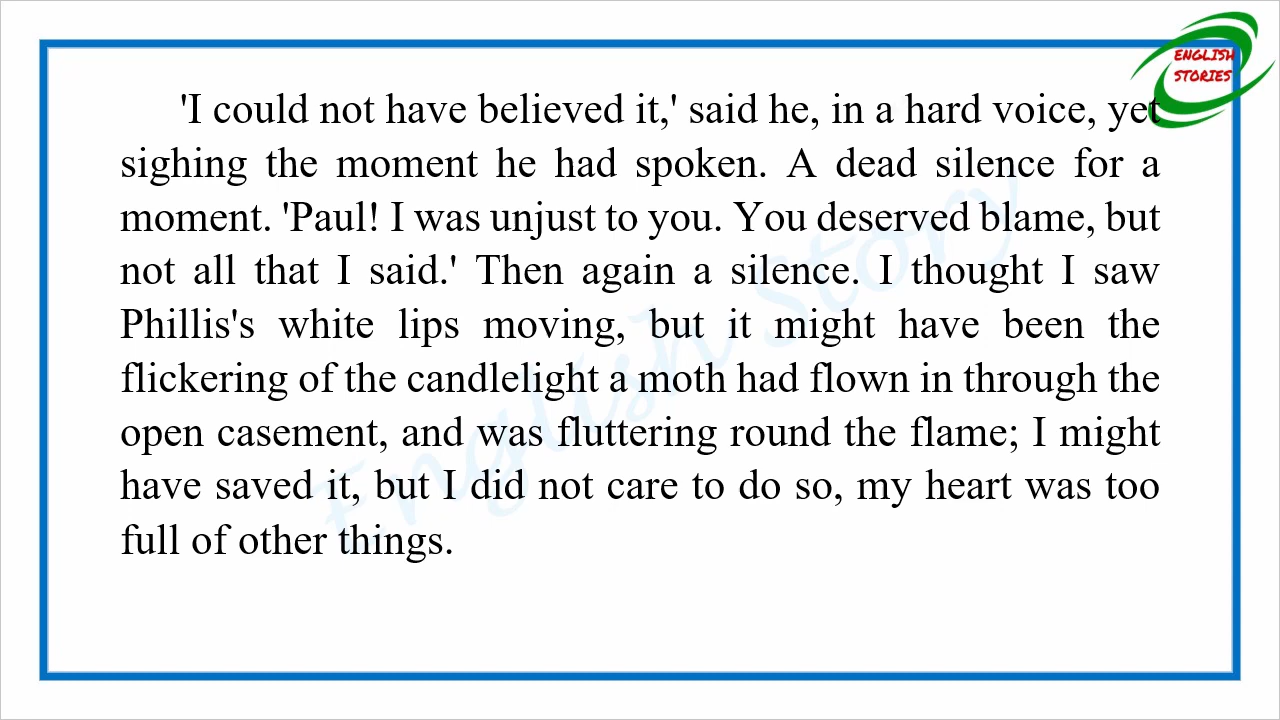 ENGLISH
STORIES
'I could not have believed it,' said he, in a hard voice, yet
sighing the moment he had spoken. A dead silence for a
moment. 'Paul! I was unjust to you. You deserved blame, but
not all that I said.' Then again a silence. I thought I saw
Phillis's white lips moving, but it might have been the
flickering of the candlelight a moth had flown in through the
open casement, and was fluttering round the flame; I might
have saved it, but I did not care to do so, my heart was too
full of other things.
English Story